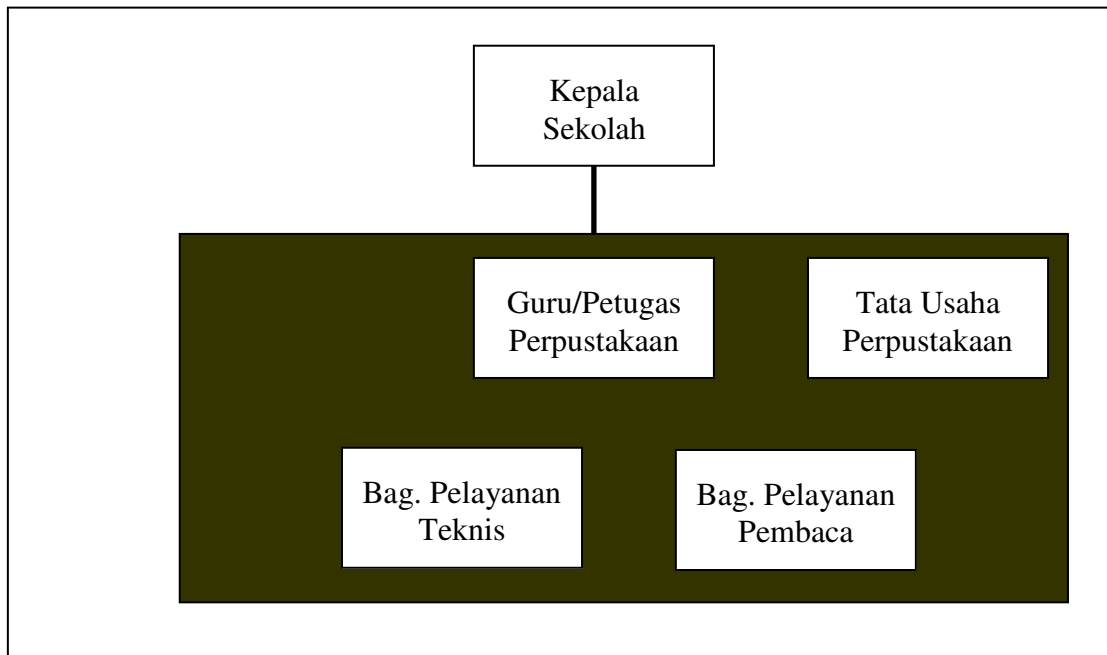 Kepala
Sekolah
Guru/Petugas
Perpustakaan
Tata Usaha
Perpustakaan
Bag. Pelayanan
Teknis
Bag. Pelayanan
Pembaca